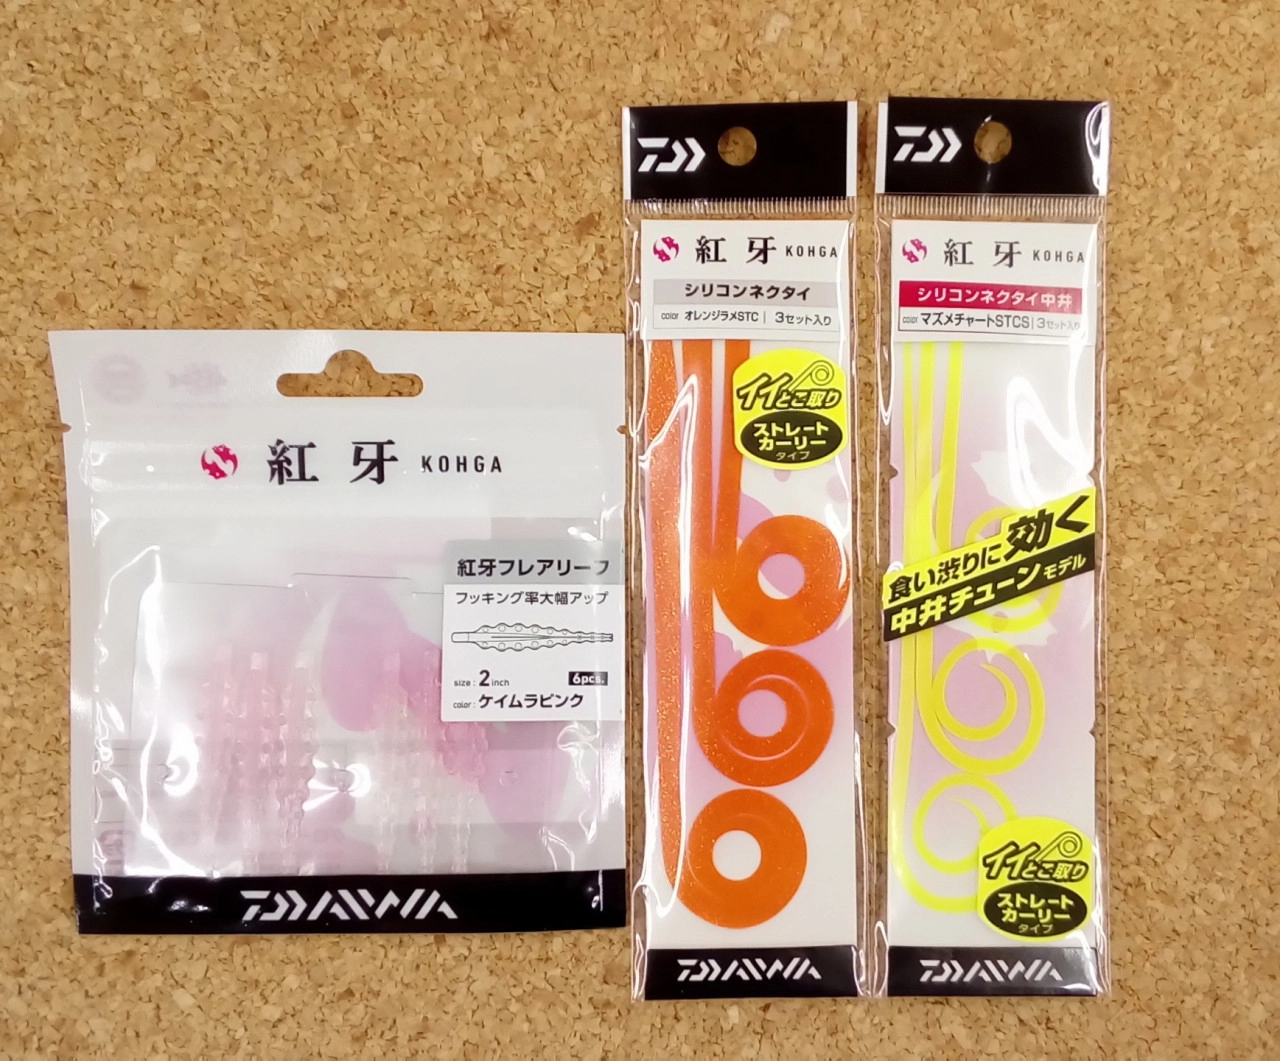 紅牙 KOHGA
紅牙フレアリーフ
フッキング率大幅アップ
size : 2 inch
6pcs.
color : ケイムラピンク
DAIWA
紅牙 KOHGA
シリコンネクタイ
color オレンジラメSTC | 3セット入り
イイとこ取り
ストレート
カーリー
タイプ
DAIWA
紅牙 KOHGA
シリコンネクタイ中井
color マズメチャートSTCS | 3セット入り
食い渋りに効く
中井チューンモデル
イイとこ取り
ストレート
カーリー
タイプ
DAIWA